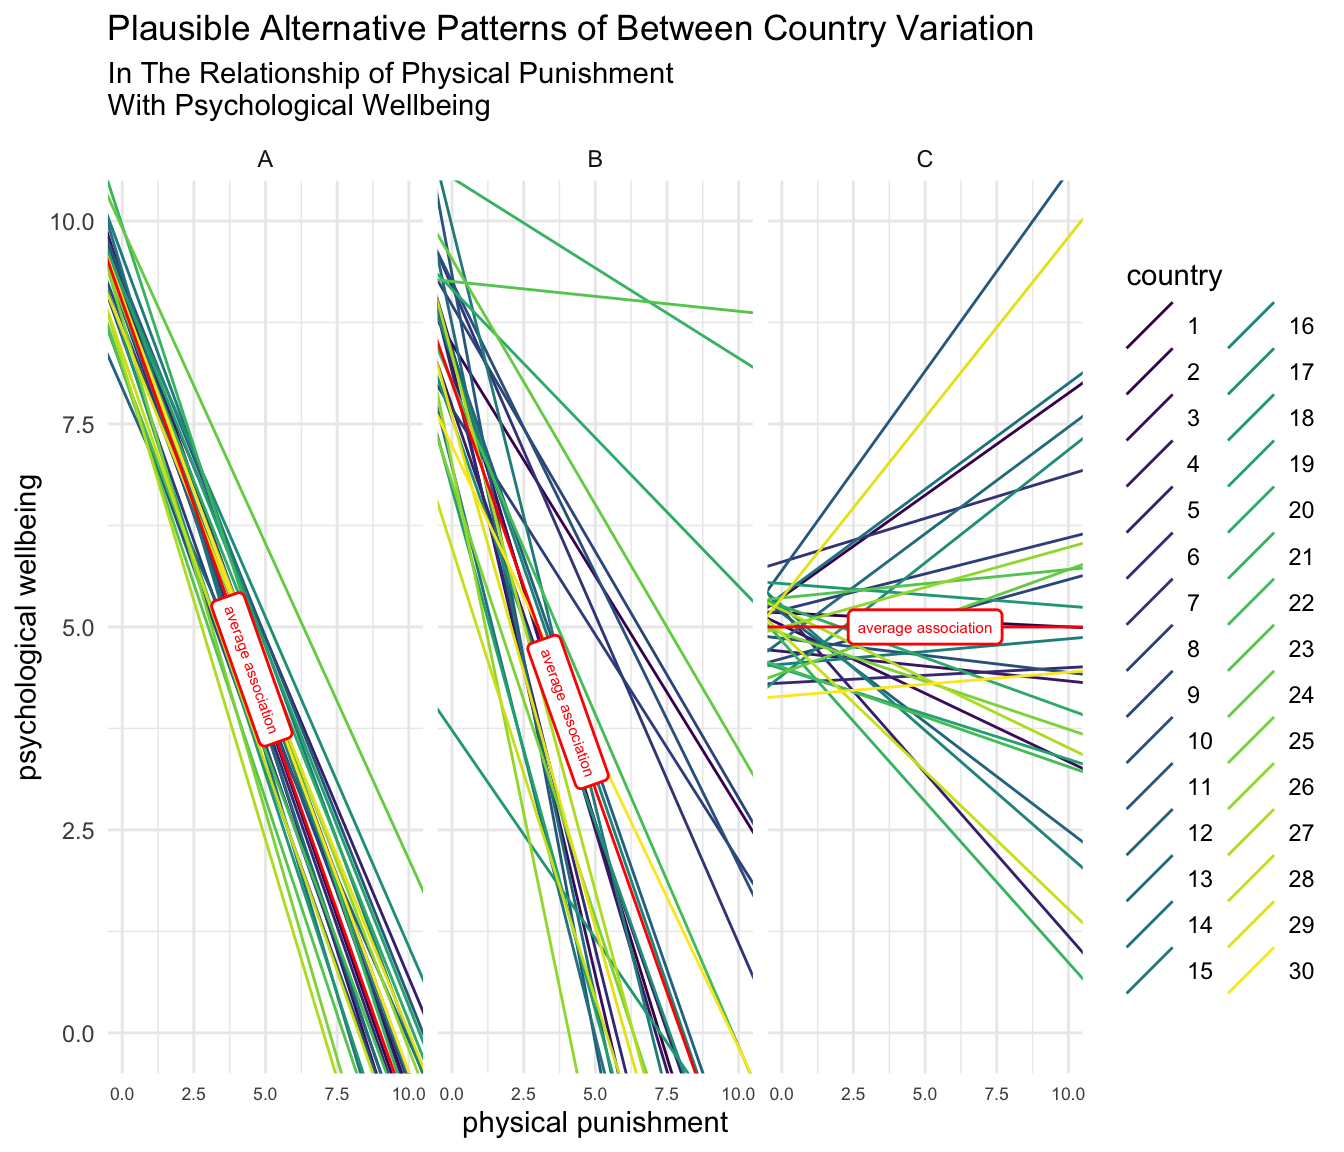 Plausible Alternative Patterns of Between Country Variation
In The Relationship of Physical Punishment
With Psychological Wellbeing
A
B
C
10.0
7.5
5.0
2.5
0.0
psychological wellbeing
average association
average association
average association
0.0 2.5 5.0 7.5 10.0
0.0 2.5 5.0 7.5 10.0
0.0 2.5 5.0 7.5 10.0
physical punishment
country
1
2
3
4
5
6
7
8
9
10
11
12
13
14
15
16
17
18
19
20
21
22
23
24
25
26
27
28
29
30